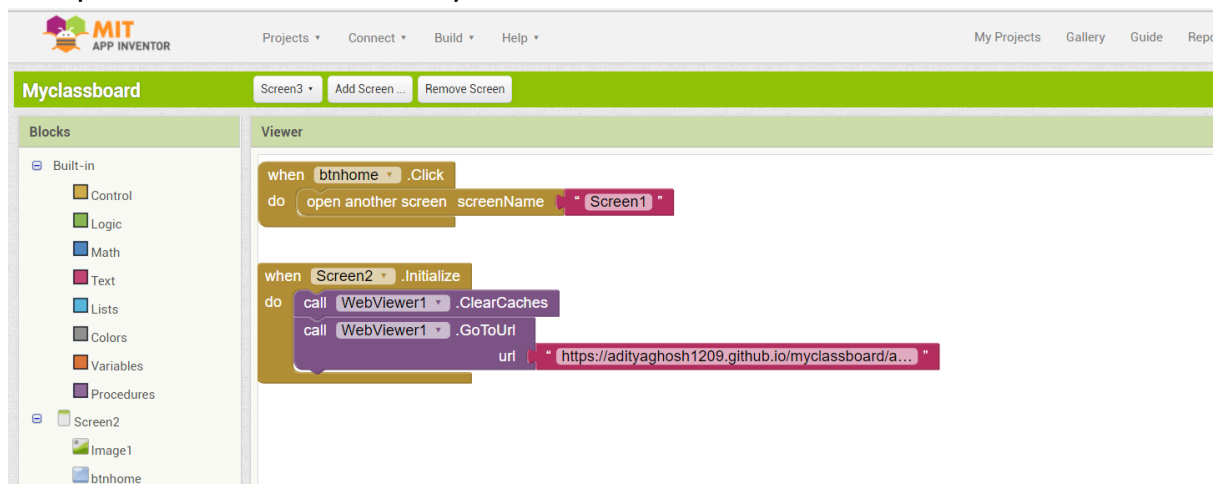 MIT
APP INVENTOR
Projects Connect Build Help My Projects Gallery Guide Repo
Myclassboard Screen3 Add Screen ... Remove Screen
Blocks Viewer
Built-in
Control
Logic
Math
Text
Lists
Colors
Variables
Procedures
Screen2
Image1
btnhome
when btnhome .Click
do open another screen screenName " Screen1 "
when Screen2 .Initialize
do call WebViewer1 .ClearCaches
call WebViewer1 .GoToUrl
url " https://adityaghosh1209.github.io/myclassboard/a... "